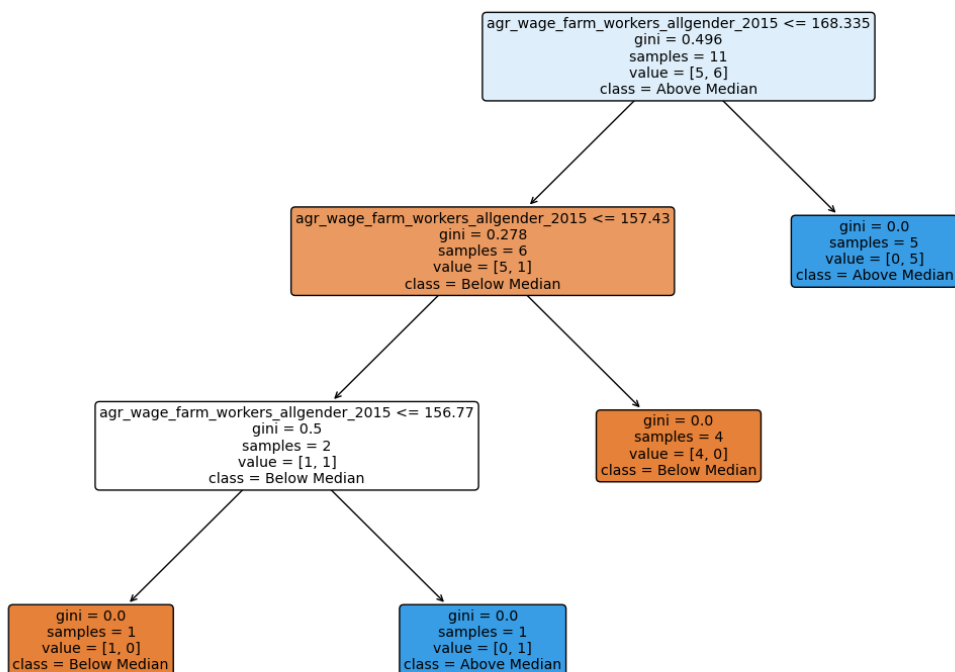 agr_wage_farm_workers_allgender_2015 <= 168.335
gini = 0.496
samples = 11
value = [5, 6]
class = Above Median
agr_wage_farm_workers_allgender_2015 <= 157.43
gini = 0.278
samples = 6
value = [5, 1]
class = Below Median
gini = 0.0
samples = 5
value = [0, 5]
class = Above Median
agr_wage_farm_workers_allgender_2015 <= 156.77
gini = 0.5
samples = 2
value = [1, 1]
class = Below Median
gini = 0.0
samples = 4
value = [4, 0]
class = Below Median
gini = 0.0
samples = 1
value = [1, 0]
class = Below Median
gini = 0.0
samples = 1
value = [0, 1]
class = Above Median